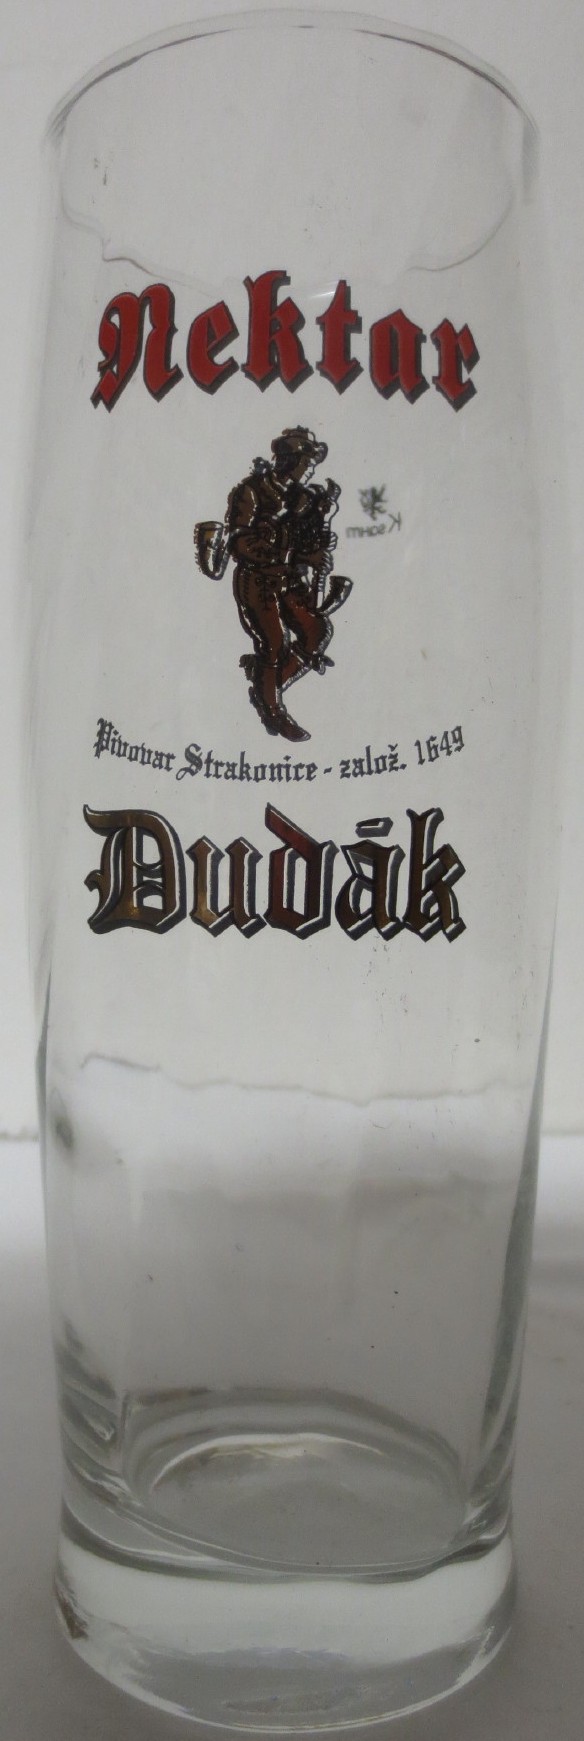 Nektar
Pivovar Strakonice - založ. 1649
Dudák